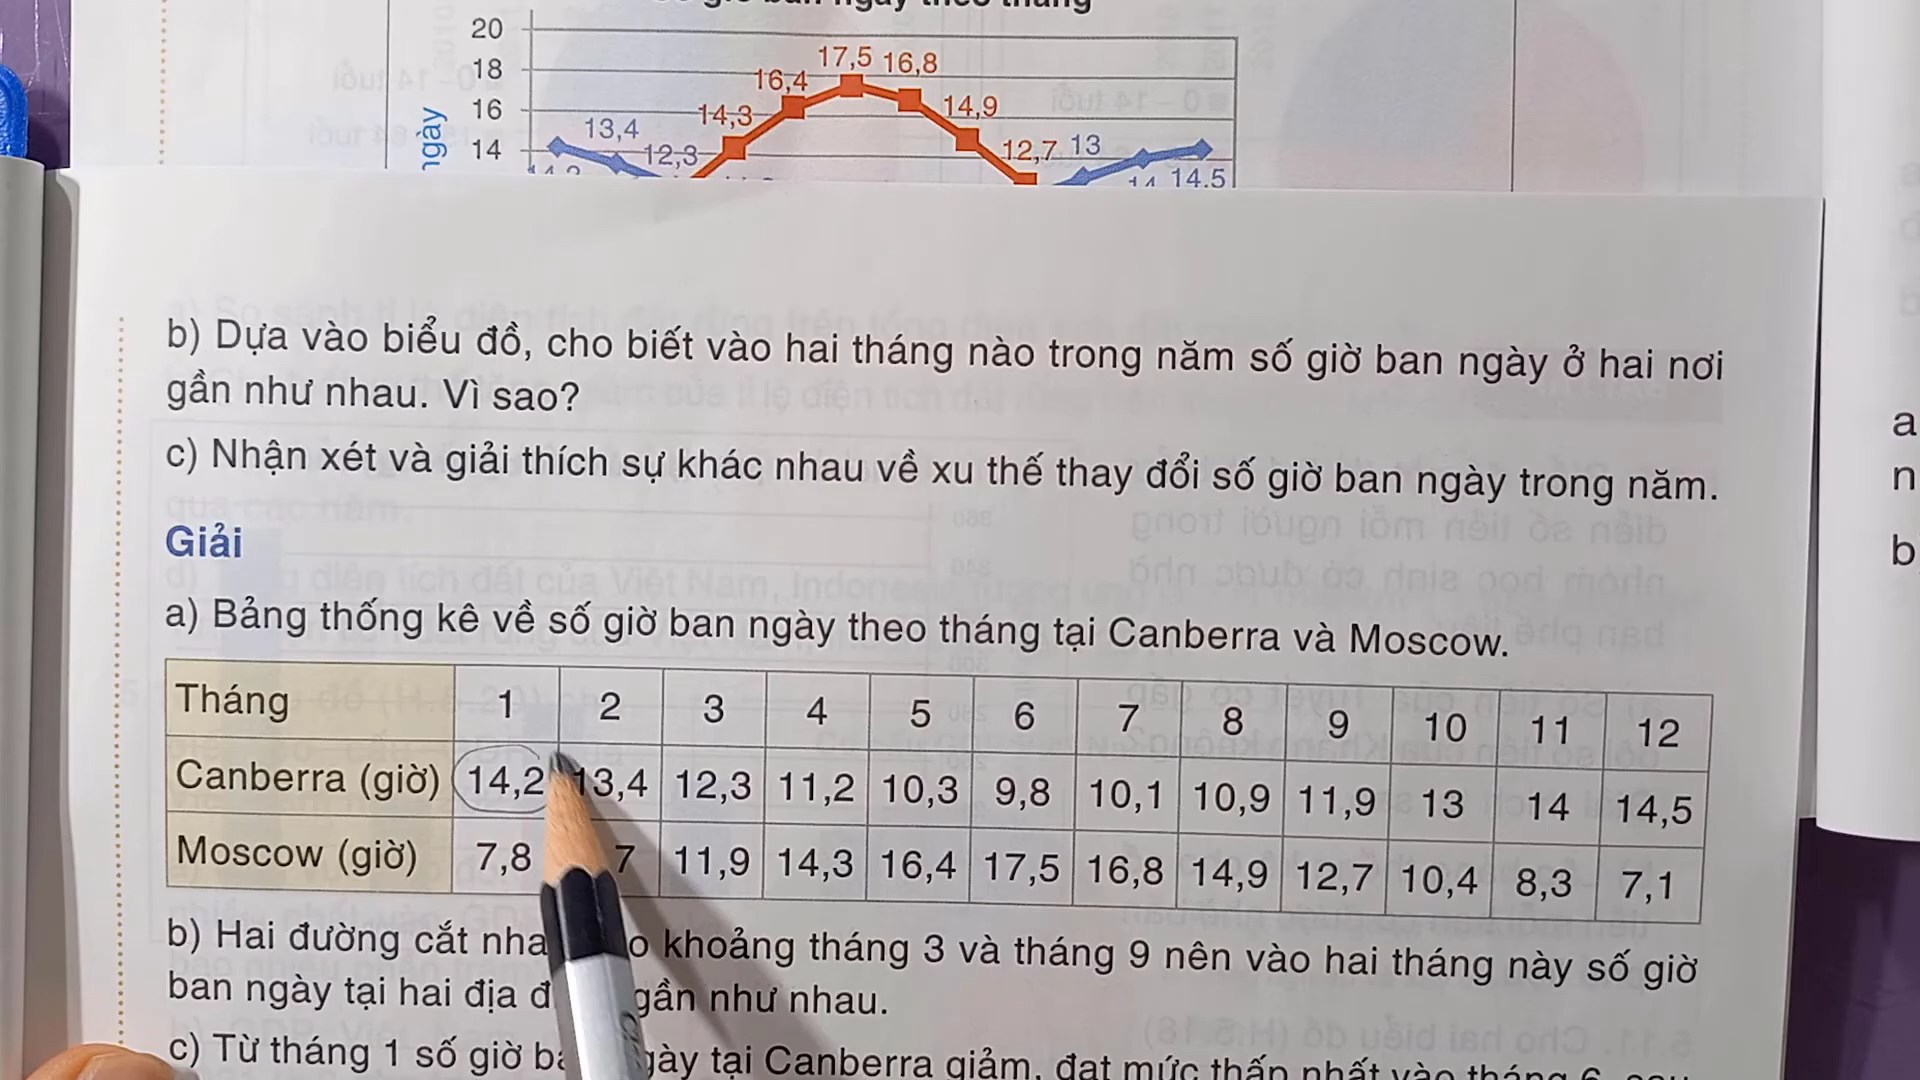 20
18
16
14
ngày
17,5
16,8
16,4
14,9
14,3
13,4
12,3
12,7
13
14.5
b) Dựa vào biểu đồ, cho biết vào hai tháng nào trong năm số giờ ban ngày ở hai nơi
gần như nhau. Vì sao?
c) Nhận xét và giải thích sự khác nhau về xu thế thay đổi số giờ ban ngày trong năm.
Giải
a) Bảng thống kê về số giờ ban ngày theo tháng tại Canberra và Moscow.
Tháng 1 2 3 4 5 6 7 8 9 10 11 12
Canberra (giờ) 14,2 13,4 12,3 11,2 10,3 9,8 10,1 10,9 11,9 13 14 14,5
Moscow (giờ) 7,8 7 11,9 14,3 16,4 17,5 16,8 14,9 12,7 10,4 8,3 7,1
b) Hai đường cắt khoảng tháng 3 và tháng 9 nên vào hai tháng này số giờ
ban ngày tại hai địa gần như nhau.
c) Từ tháng 1 số giờ tại Canberra giảm, đạt mức thấp nhất vào tháng 6
a
n
b